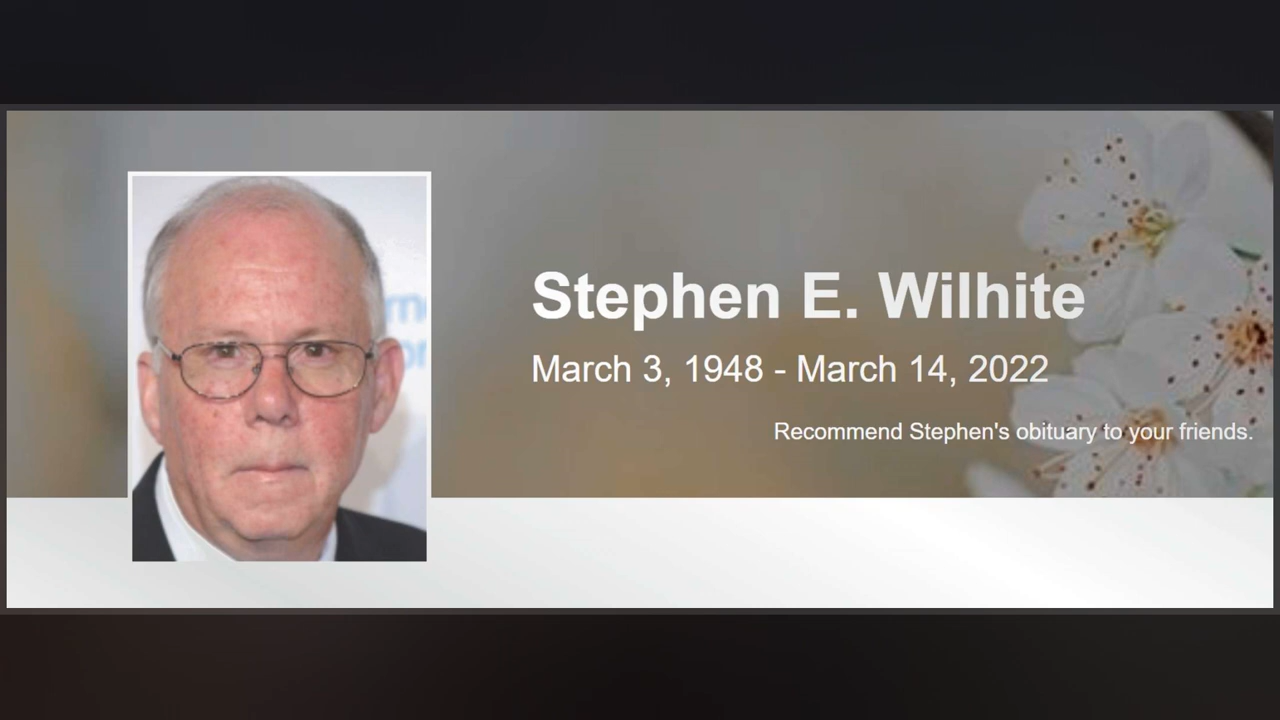 Stephen E. Wilhite
March 3, 1948 - March 14, 2022
Recommend Stephen's obituary to your friends.